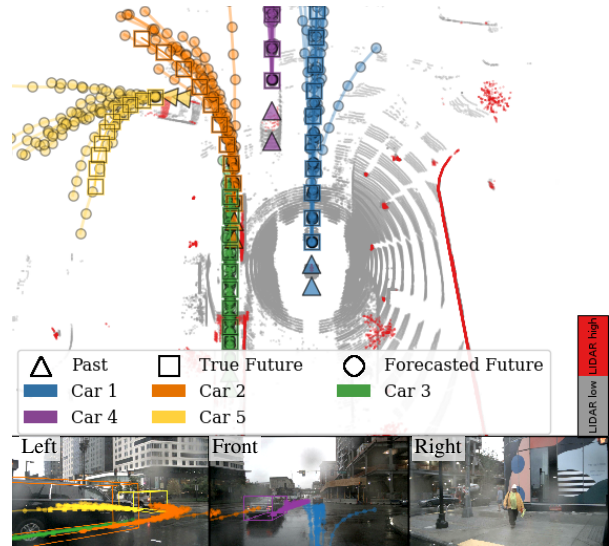 LIDAR high
LIDAR low
Past
True Future
Forecasted Future
Car 1
Car 2
Car 3
Car 4
Car 5
Left
Front
Right